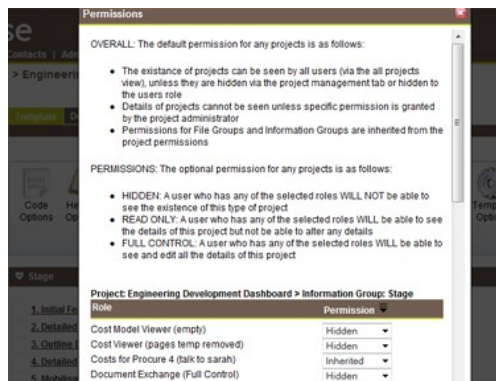 Permissions
se
Contacts | Adm
> Engineeri
OVERALL: The default permission for any projects is as follows:
The existance of projects can be seen by all users (via the all projects
view), unless they are hidden via the project management tab or hidden to
the users role
Details of projects cannot be seen unless specific permission is granted
by the project administrator
Permissions for File Groups and Information Groups are inherited from the
project permissions
Template
PERMISSIONS: The optional permission for any projects is as follows:
HIDDEN: A user who has any of the selected roles WILL NOT be able to
see the existence of this type of project
READ ONLY: A user who has any of the selected roles WILL be able to see
the details of this project but not be able to alter any details
FULL CONTROL: A user who has any of the selected roles WILL be able to
see and edit all the details of this project
Code
Options
Stage
Project: Engineering Development Dashboard > Information Group: Stage
Role Permission
Cost Model Viewer (empty) Hidden
Cost Viewer (pages temp removed) Hidden
Costs for Procure 4 (talk to sarah) Inherited
Document Exchange (Full Control) Hidden
1. Initial Fe
2. Detailed
3. Outline
4. Detailed
5. Mobilisa